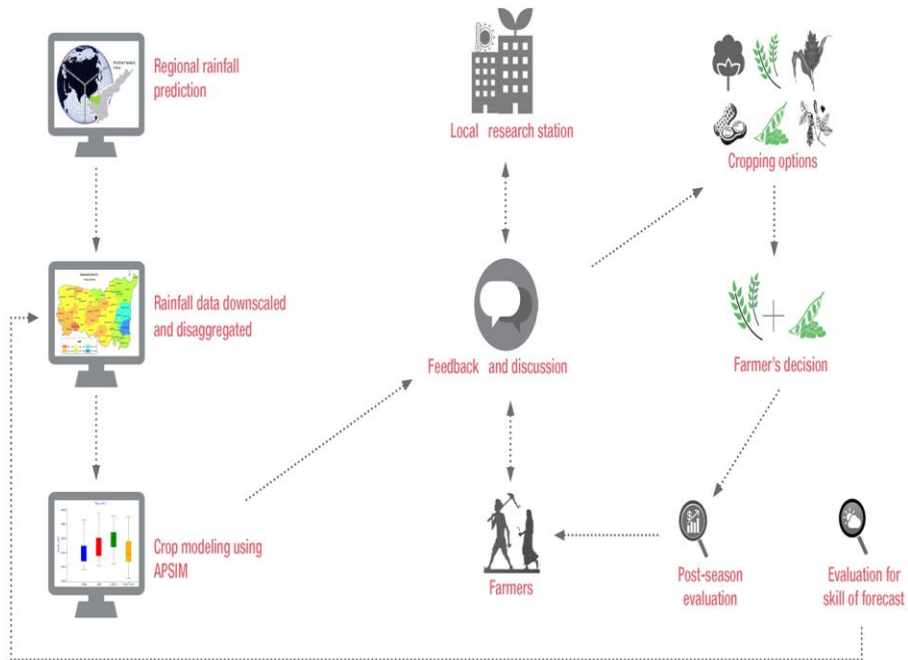 Regional rainfall
prediction
Local research station
Cropping options
Rainfall data downscaled
and disaggregated
Feedback and discussion
Farmer's decision
Crop modeling using
APSIM
Farmers
Post-season
evaluation
Evaluation for
skill of forecast